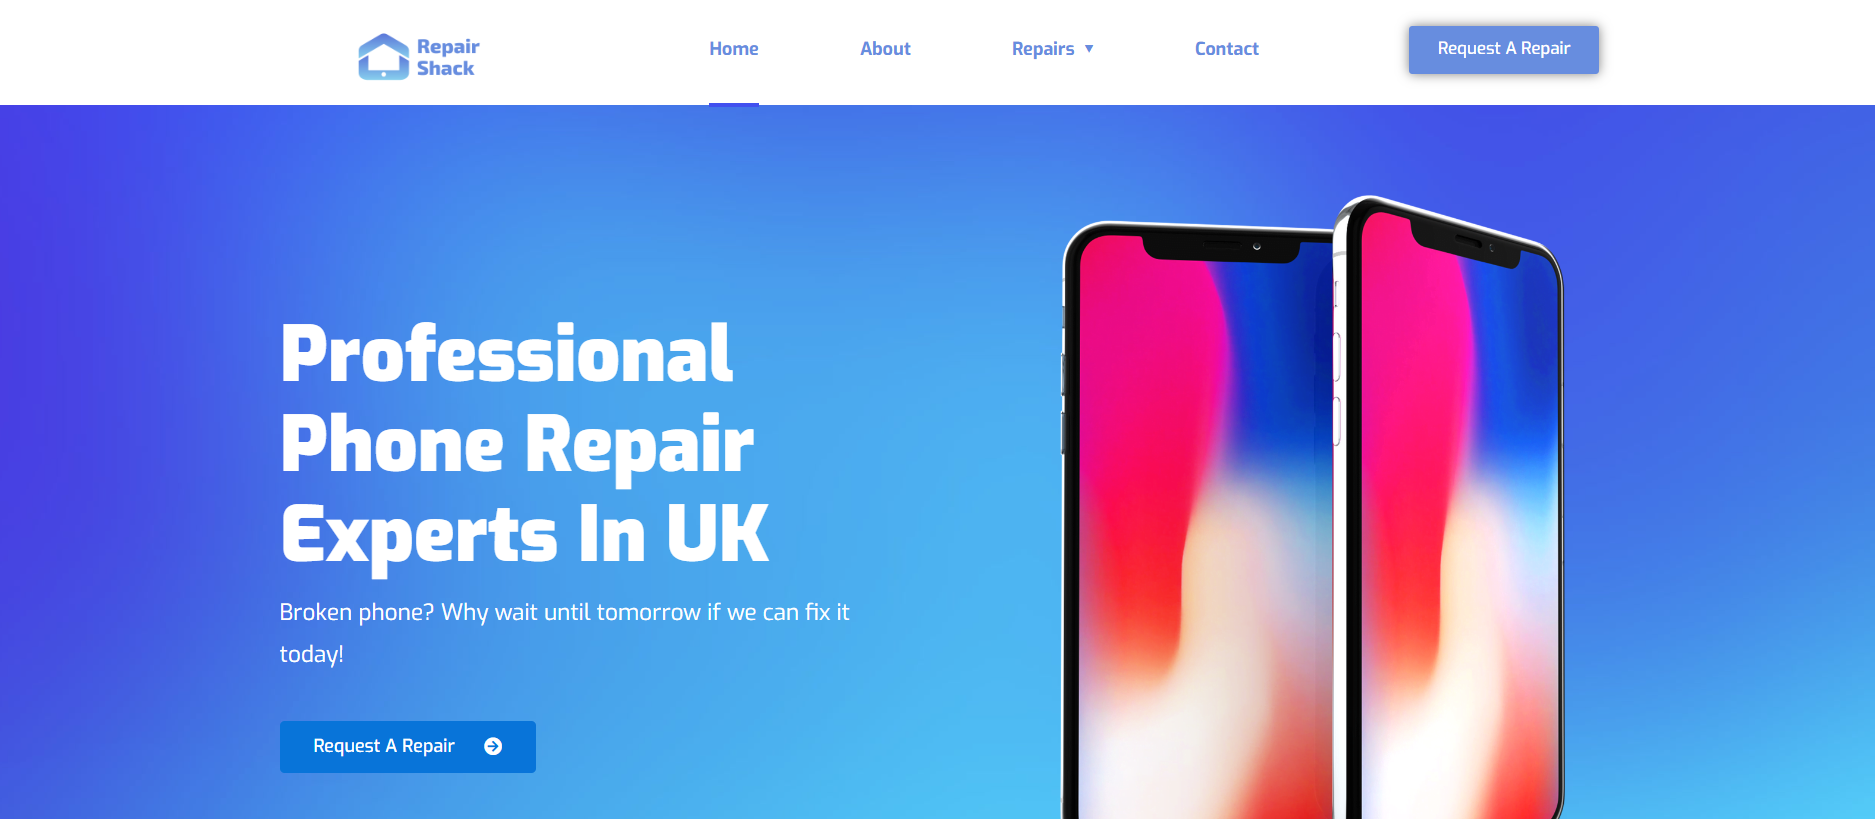 Repair
Shack
Home
About
Repairs ▼
Contact
Request A Repair
Professional
Phone Repair
Experts In UK
Broken phone? Why wait until tomorrow if we can fix it
today!
Request A Repair